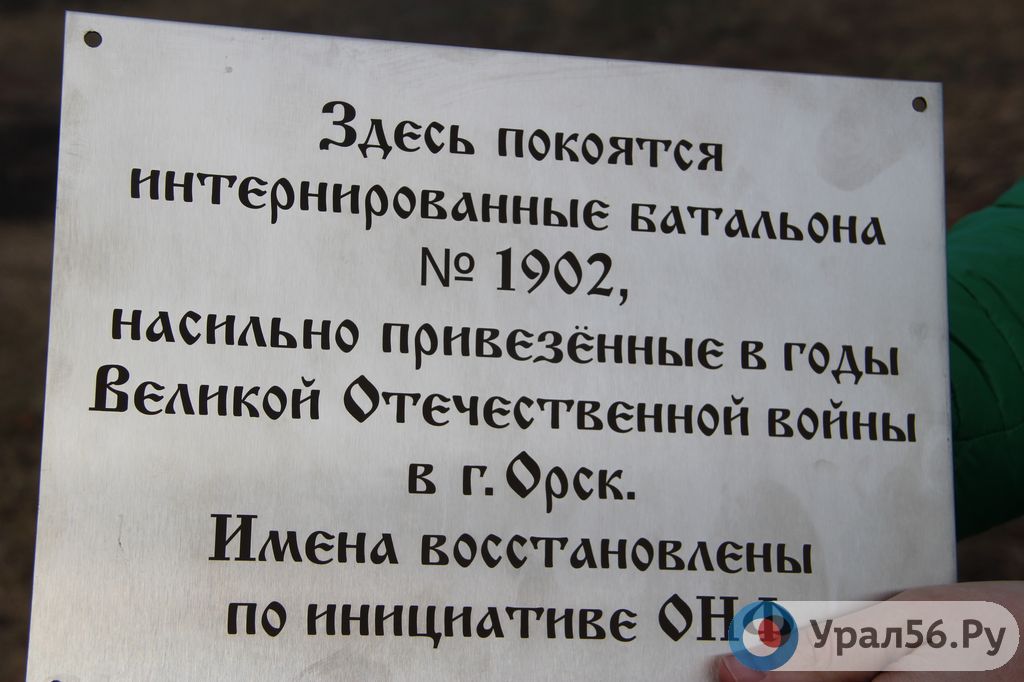 Здесь покоятся
интернированные батальона
№ 1902,
насильно привезённые в годы
Великой Отечественной войны
в г. Орск.
Имена восстановлены
по инициативе ОНФ
Урал56.Ру